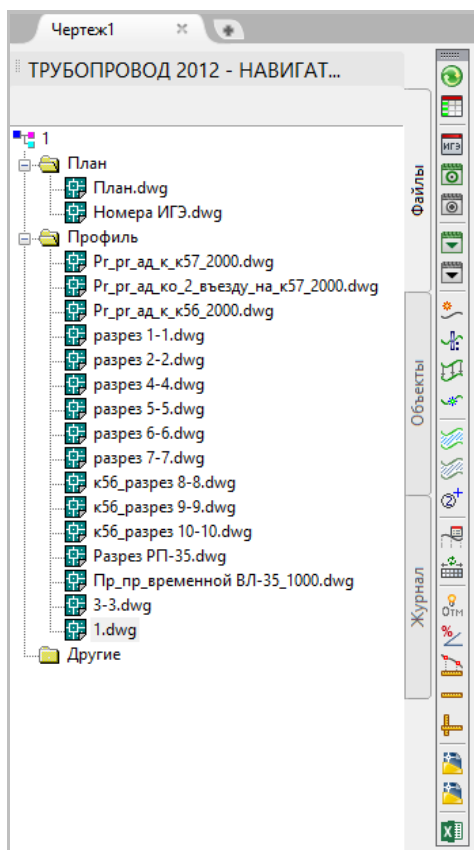 Чертеж1
ТРУБОПРОВОД 2012 - НАВИГАТ...
1
План
План.dwg
Номера ИГЭ.dwg
Профиль
Pr_pr_ад_к_к57_2000.dwg
Pr_pr_ад_ко_2_въезду_на_к57_2000.dwg
Pr_pr_ад_к_к56_2000.dwg
разрез 1-1.dwg
разрез 2-2.dwg
разрез 4-4.dwg
разрез 5-5.dwg
разрез 6-6.dwg
разрез 7-7.dwg
к56_разрез 8-8.dwg
к56_разрез 9-9.dwg
к56_разрез 10-10.dwg
Разрез РП-35.dwg
Пр_пр_временной ВЛ-35_1000.dwg
3-3.dwg
1.dwg
Другие
Файлы
Объекты
Журнал
ИГЭ
2
Отм
%
X